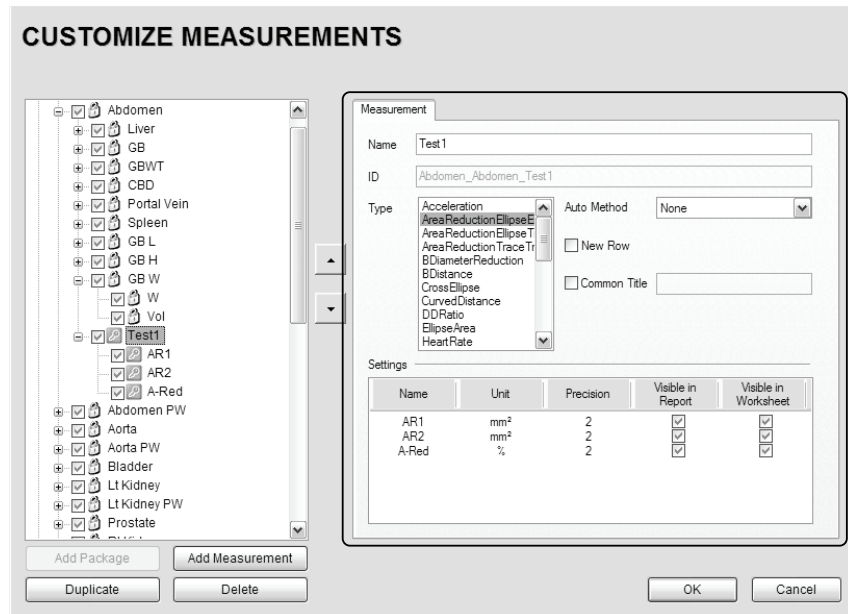 CUSTOMIZE MEASUREMENTS
Abdomen
Liver
GB
GBWT
CBD
Portal Vein
Spleen
GB L
GB H
GB W
W
Vol
Test1
AR1
AR2
A-Red
Abdomen PW
Aorta
Aorta PW
Bladder
Lt Kidney
Lt Kidney PW
Prostate
Add Package
Add Measurement
Duplicate
Delete
Measurement
Name Test1
ID Abdomen_Abdomen_Test1
Type
Acceleration
AreaReductionEllipseE
AreaReductionEllipseT
AreaReductionTraceTr
BDiameterReduction
BDistance
CrossEllipse
CurvedDistance
DDRatio
EllipseArea
HeartRate
Auto Method None
New Row
Common Title
Settings
Name Unit Precision Visible in Report Visible in Worksheet
AR1 mm² 2
AR2 mm² 2
A-Red % 2
OK
Cancel